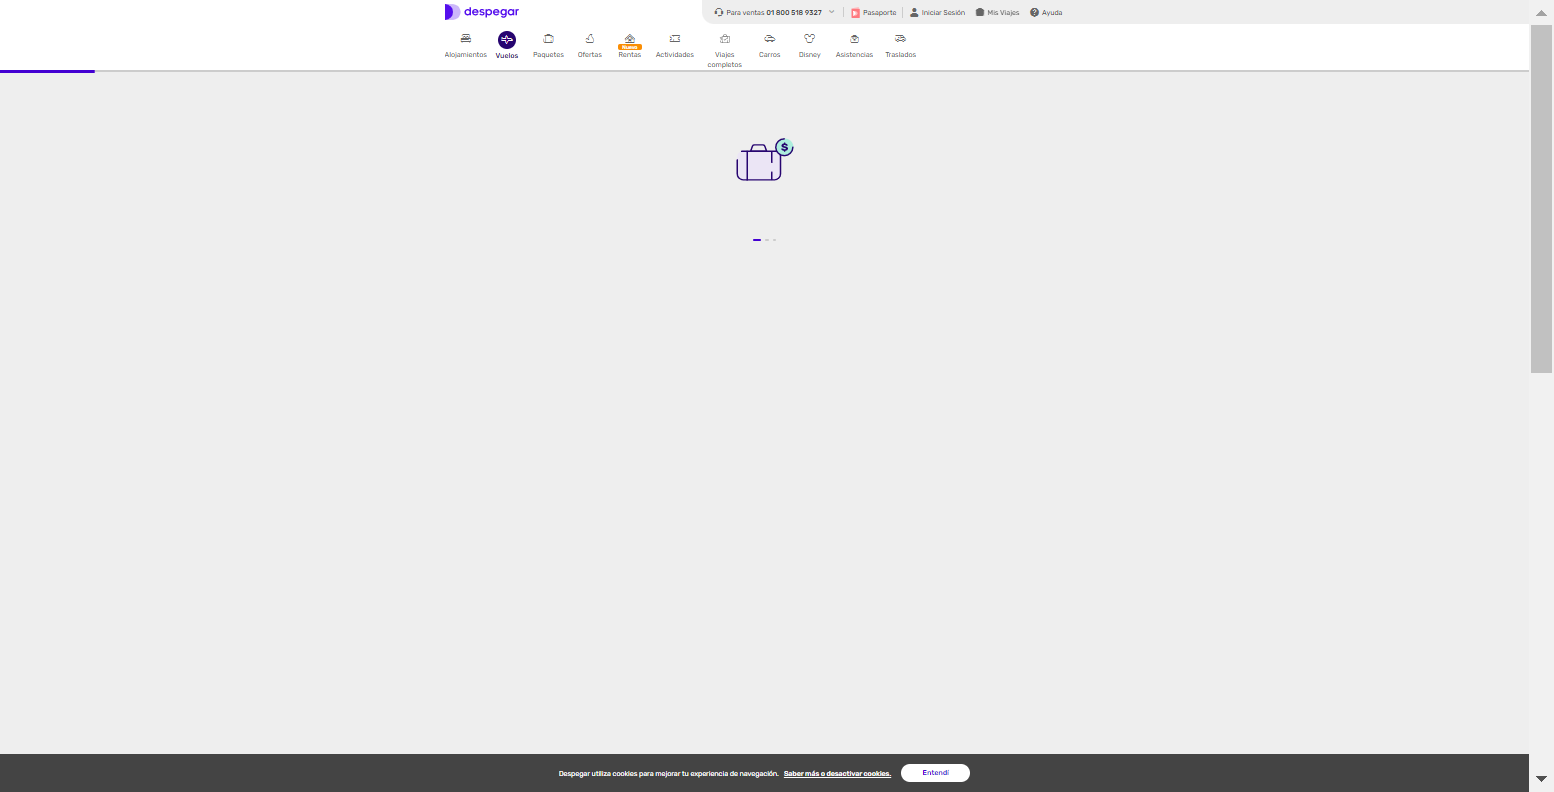 despegar
Para ventas 01 800 518 9327
Pasaporte
Iniciar Sesión
Mis Viajes
Ayuda
Alojamientos
Vuelos
Paquetes
Ofertas
Nuevo
Rentas
Actividades
Viajes
completos
Carros
Disney
Asistencias
Traslados
$
Despegar utiliza cookies para mejorar tu experiencia de navegación. Saber más o desactivar cookies.
Entendí